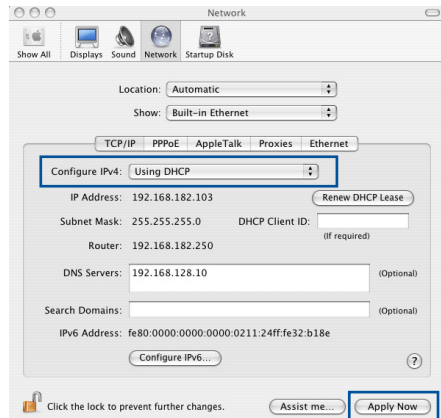 Network
Show All Displays Sound Network Startup Disk
Location: Automatic
Show: Built-in Ethernet
TCP/IP PPPoE AppleTalk Proxies Ethernet
Configure IPv4: Using DHCP
IP Address: 192.168.182.103 Renew DHCP Lease
Subnet Mask: 255.255.255.0 DHCP Client ID:
(If required)
Router: 192.168.182.250
DNS Servers: 192.168.128.10 (Optional)
Search Domains: (Optional)
IPv6 Address: fe80:0000:0000:0000:0211:24ff:fe32:b18e
Configure IPv6... ?
Click the lock to prevent further changes. Assist me... Apply Now